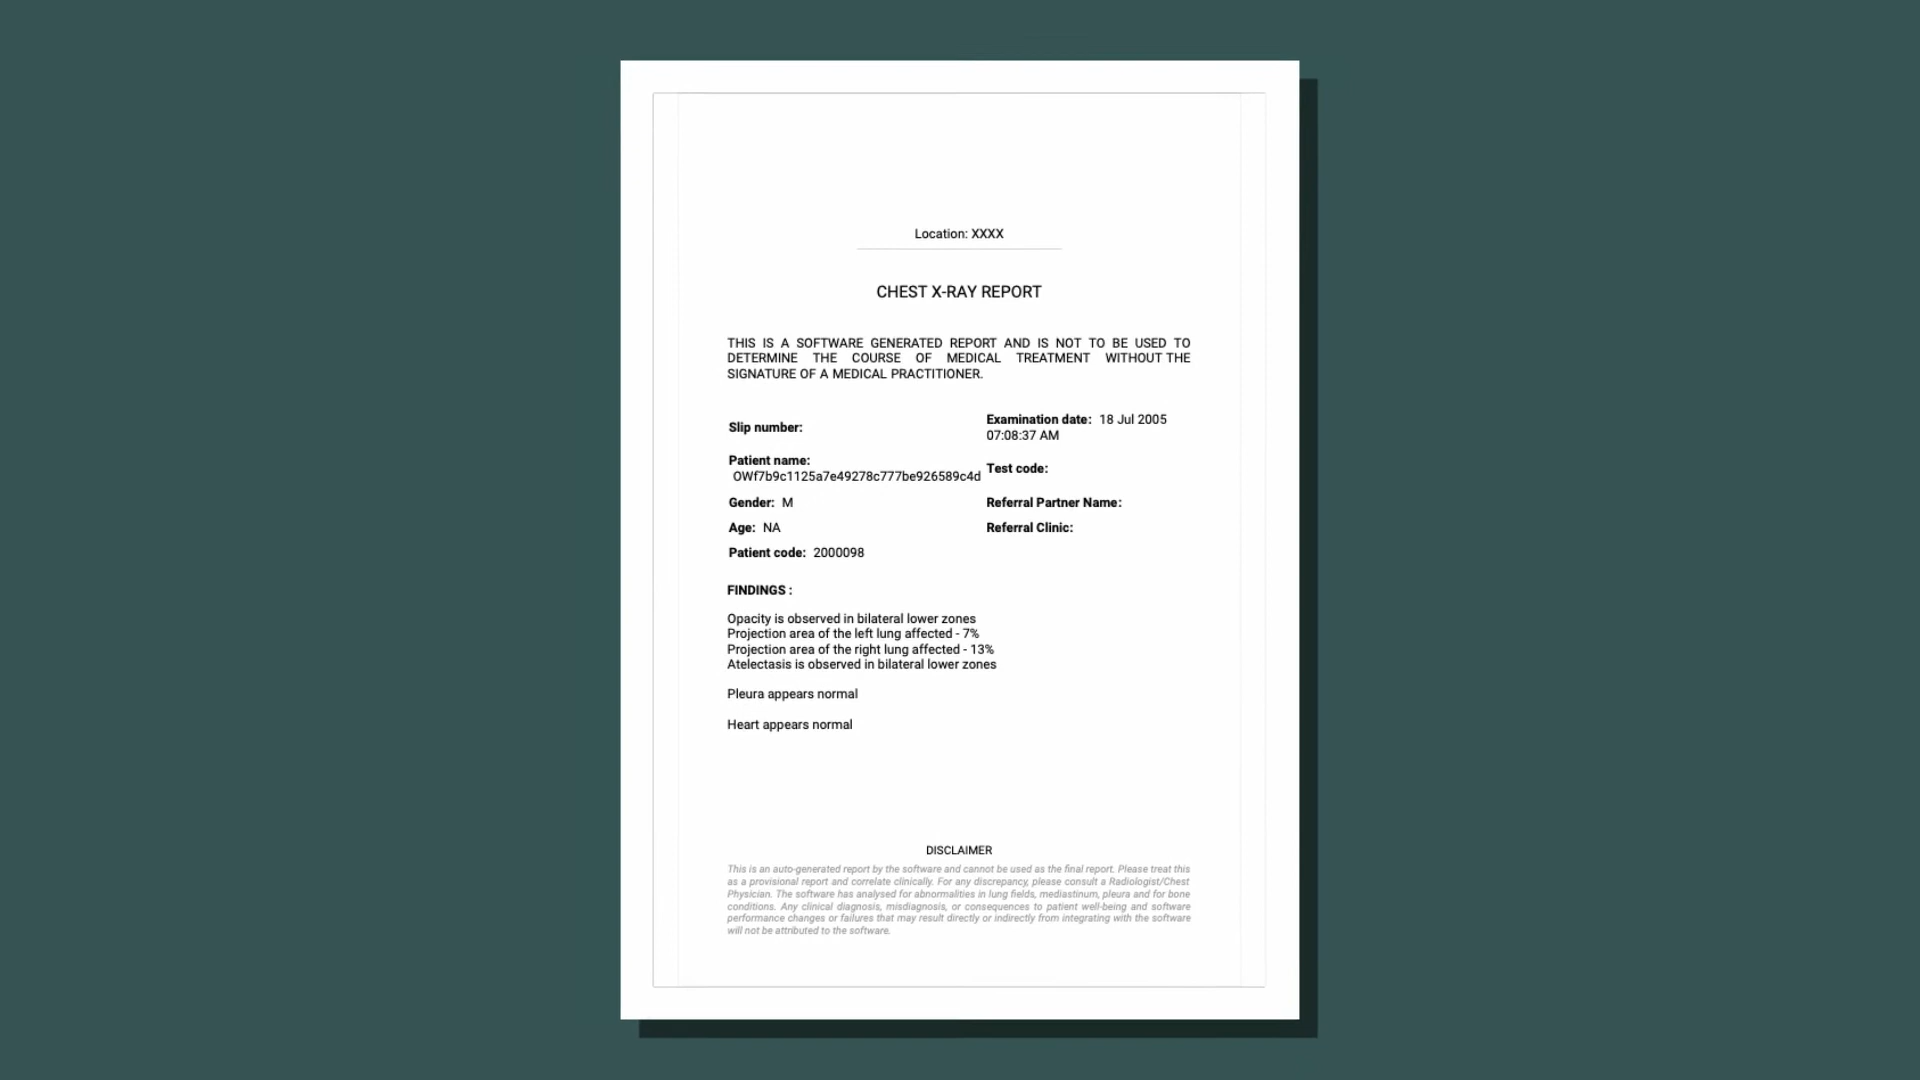 Location: XXXX
CHEST X-RAY REPORT
THIS IS A SOFTWARE GENERATED REPORT AND IS NOT TO BE USED TO
DETERMINE THE COURSE OF MEDICAL TREATMENT WITHOUT THE
SIGNATURE OF A MEDICAL PRACTITIONER.
Slip number:
Examination date: 18 Jul 2005
07:08:37 AM
Patient name:
OWf7b9c1125a7e49278c777be926589c4d
Test code:
Gender: M
Referral Partner Name:
Age: NA
Referral Clinic:
Patient code: 2000098
FINDINGS :
Opacity is observed in bilateral lower zones
Projection area of the left lung affected - 7%
Projection area of the right lung affected - 13%
Atelectasis is observed in bilateral lower zones
Pleura appears normal
Heart appears normal
DISCLAIMER
This is an auto-generated report by the software and cannot be used as the final report. Please treat this
as a provisional report and correlate clinically. For any discrepancy, please consult a Radiologist/Chest
Physician. The software has analysed for abnormalities in lung fields, mediastinum, pleura and for bone
conditions. Any clinical diagnosis, misdiagnosis, or consequences to patient well-being and software
performance changes or failures that may result directly or indirectly from integrating with the software
will not be attributed to the software.